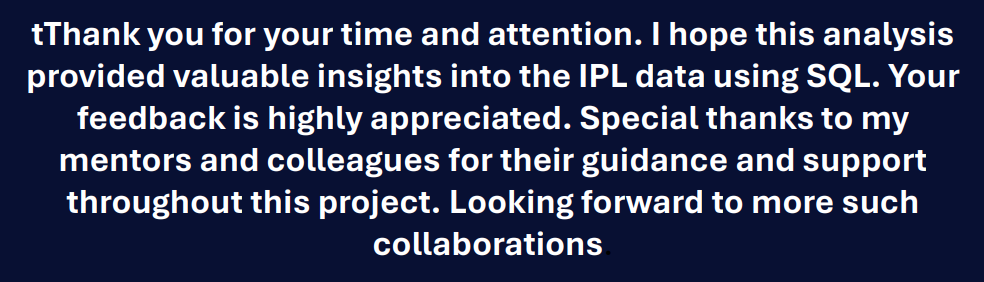 tThank you for your time and attention. I hope this analysis
provided valuable insights into the IPL data using SQL. Your
feedback is highly appreciated. Special thanks to my
mentors and colleagues for their guidance and support
throughout this project. Looking forward to more such
collaborations.